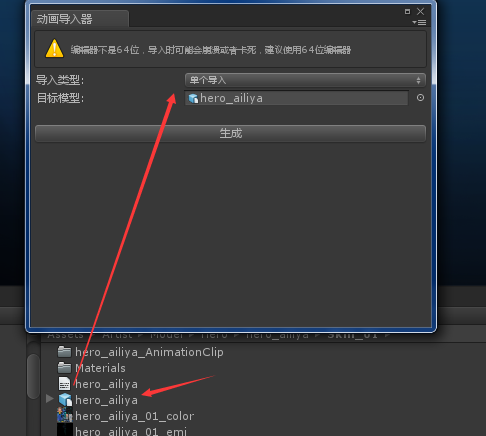 动画导入器
编辑器不是64位，导入时可能会崩溃或者卡死，建议使用64位编辑器
导入类型:
单个导入
目标模型:
hero_ailiya
生成
Assets ▸ Artist ▸ Model ▸ Hero ▸ hero_ailiya ▸ Skin_01 ▸
hero_ailiya_AnimationClip
Materials
hero_ailiya
hero_ailiya
hero_ailiya_01_color
hero_ailiya_01_emi